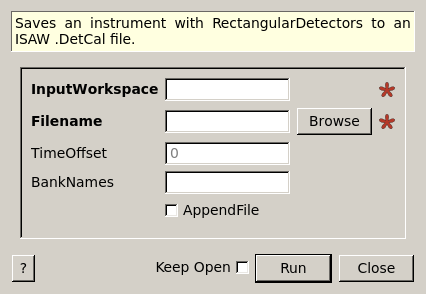 Saves an instrument with RectangularDetectors to an
ISAW .DetCal file.
InputWorkspace
Filename
Browse
TimeOffset
0
BankNames
AppendFile
?
Keep Open
Run
Close